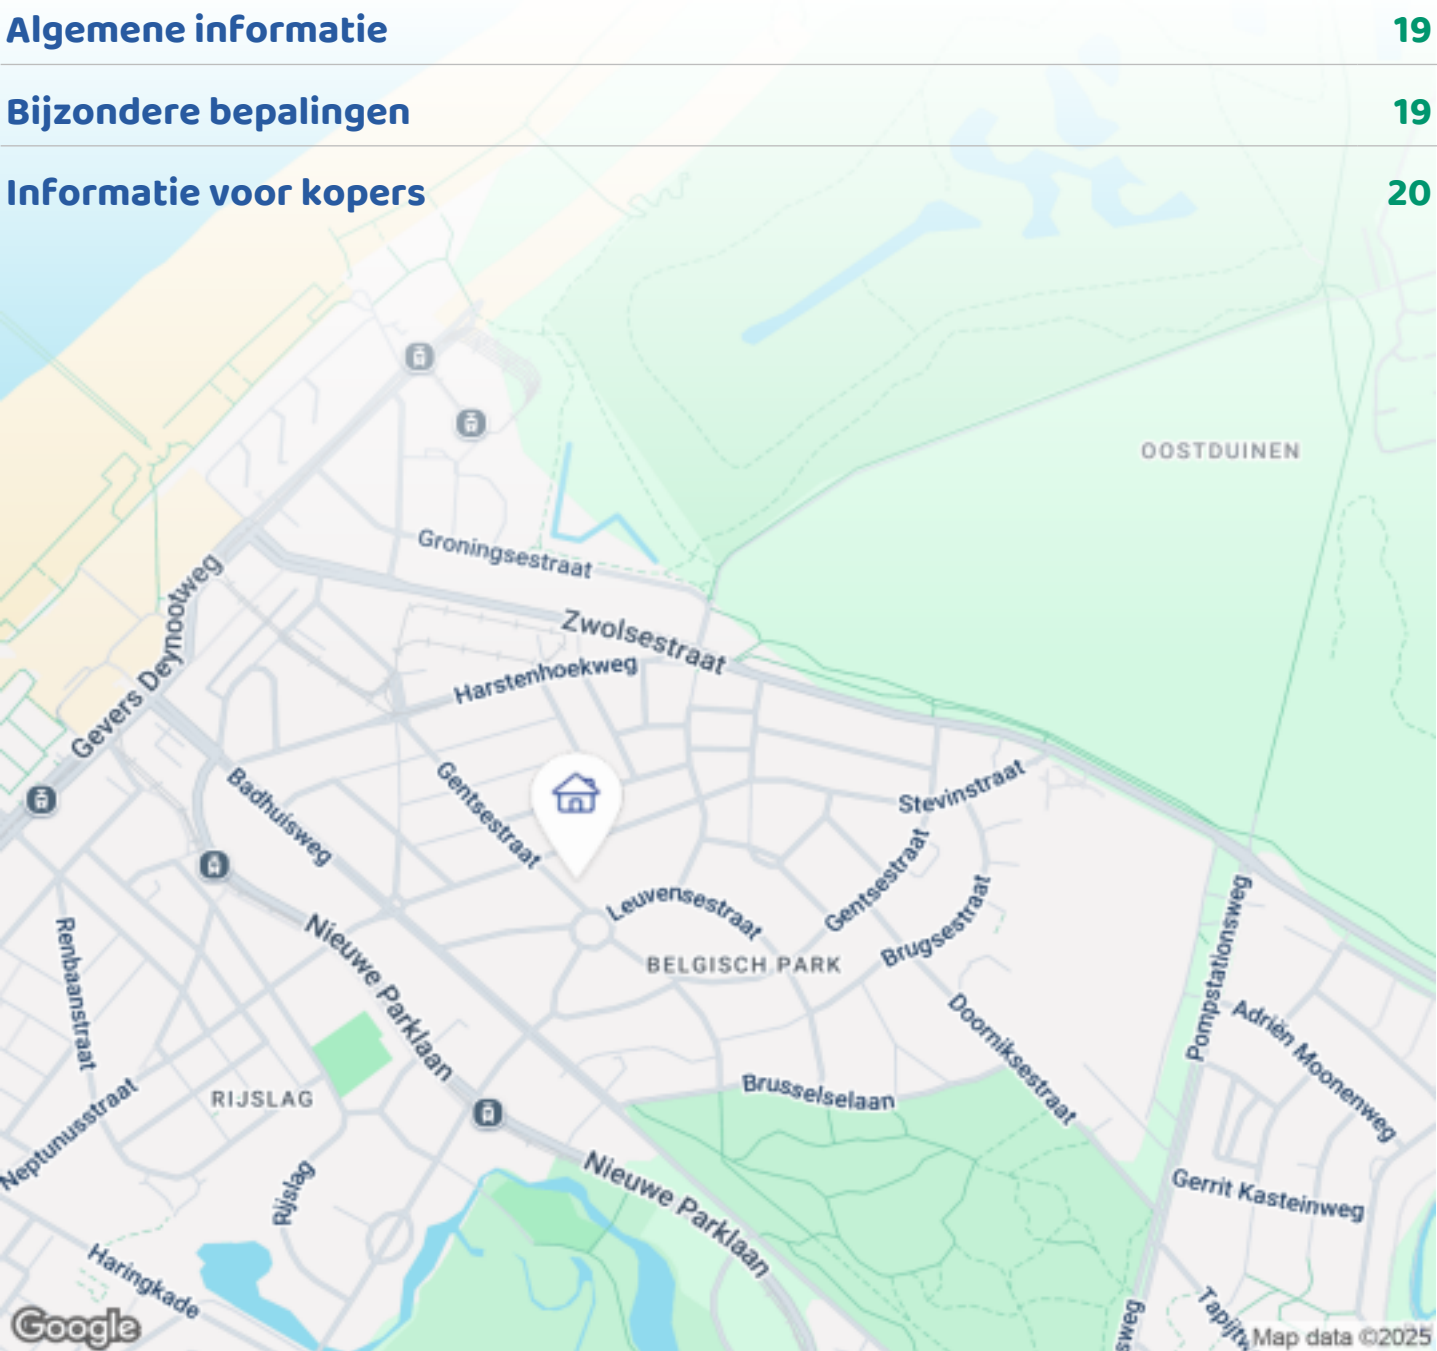 Algemene informatie 19
Bijzondere bepalingen 19
Informatie voor kopers 20
OOSTDUINEN
Groningsestraat
Zwolsestraat
Harstenhoekweg
Gevers Deynootweg
Gentsestraat
Badhuisweg
Stevinstraat
Gentsestraat
Leuvensestraat
Brugsestraat
BELGISCH PARK
Nieuwe Parklaan
Renbaanstraat
Pompstationsweg
Doorniksestraat
Adriën Moonenweg
Brusselselaan
RIJSLAG
Neptunusstraat
Rijslag
Nieuwe Parklaan
Gerrit Kasteinweg
Haringkade
sweg
Google
Map data ©2025